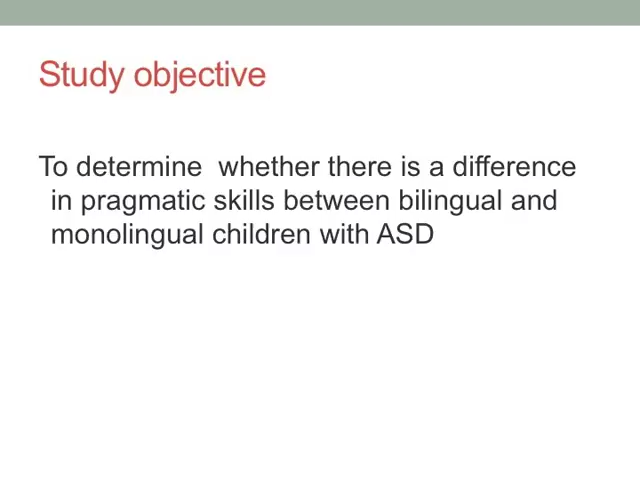 Study objective
To determine  whether there is a difference
in pragmatic skills between bilingual and
monolingual children with ASD